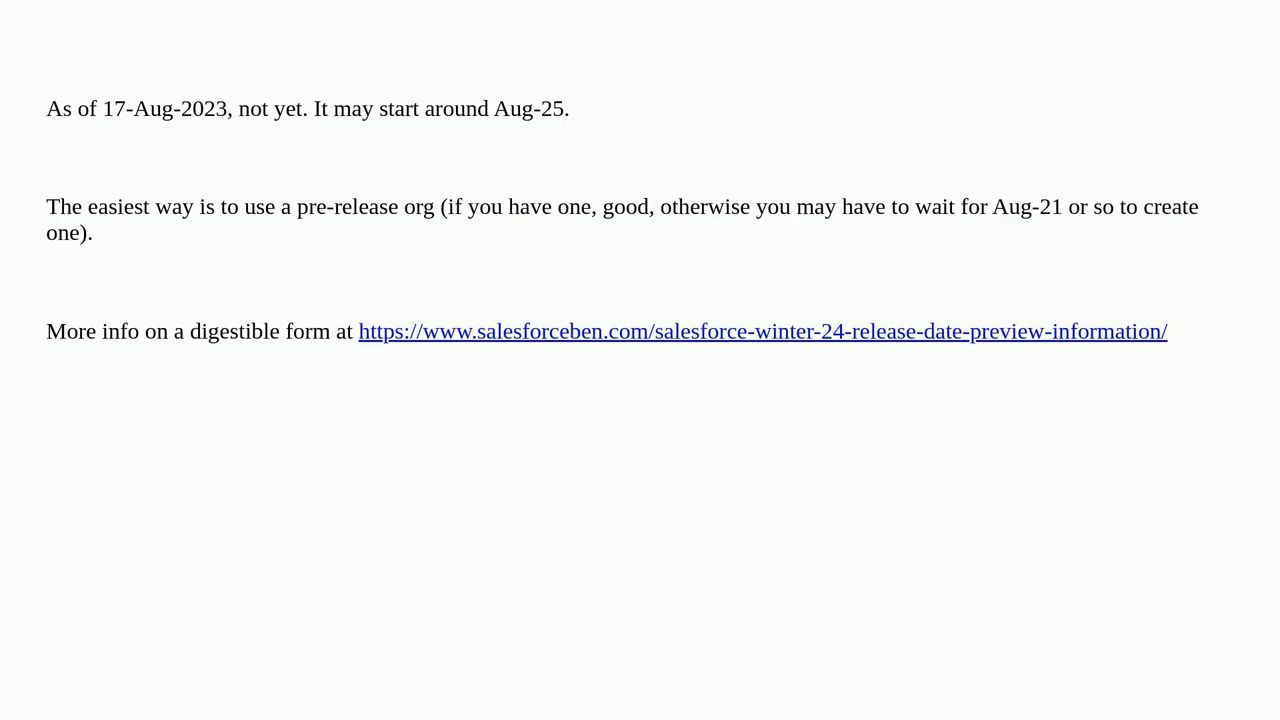 As of 17-Aug-2023, not yet. It may start around Aug-25.
The easiest way is to use a pre-release org (if you have one, good, otherwise you may have to wait for Aug-21 or so to create
one).
More info on a digestible form at https://www.salesforceben.com/salesforce-winter-24-release-date-preview-information/